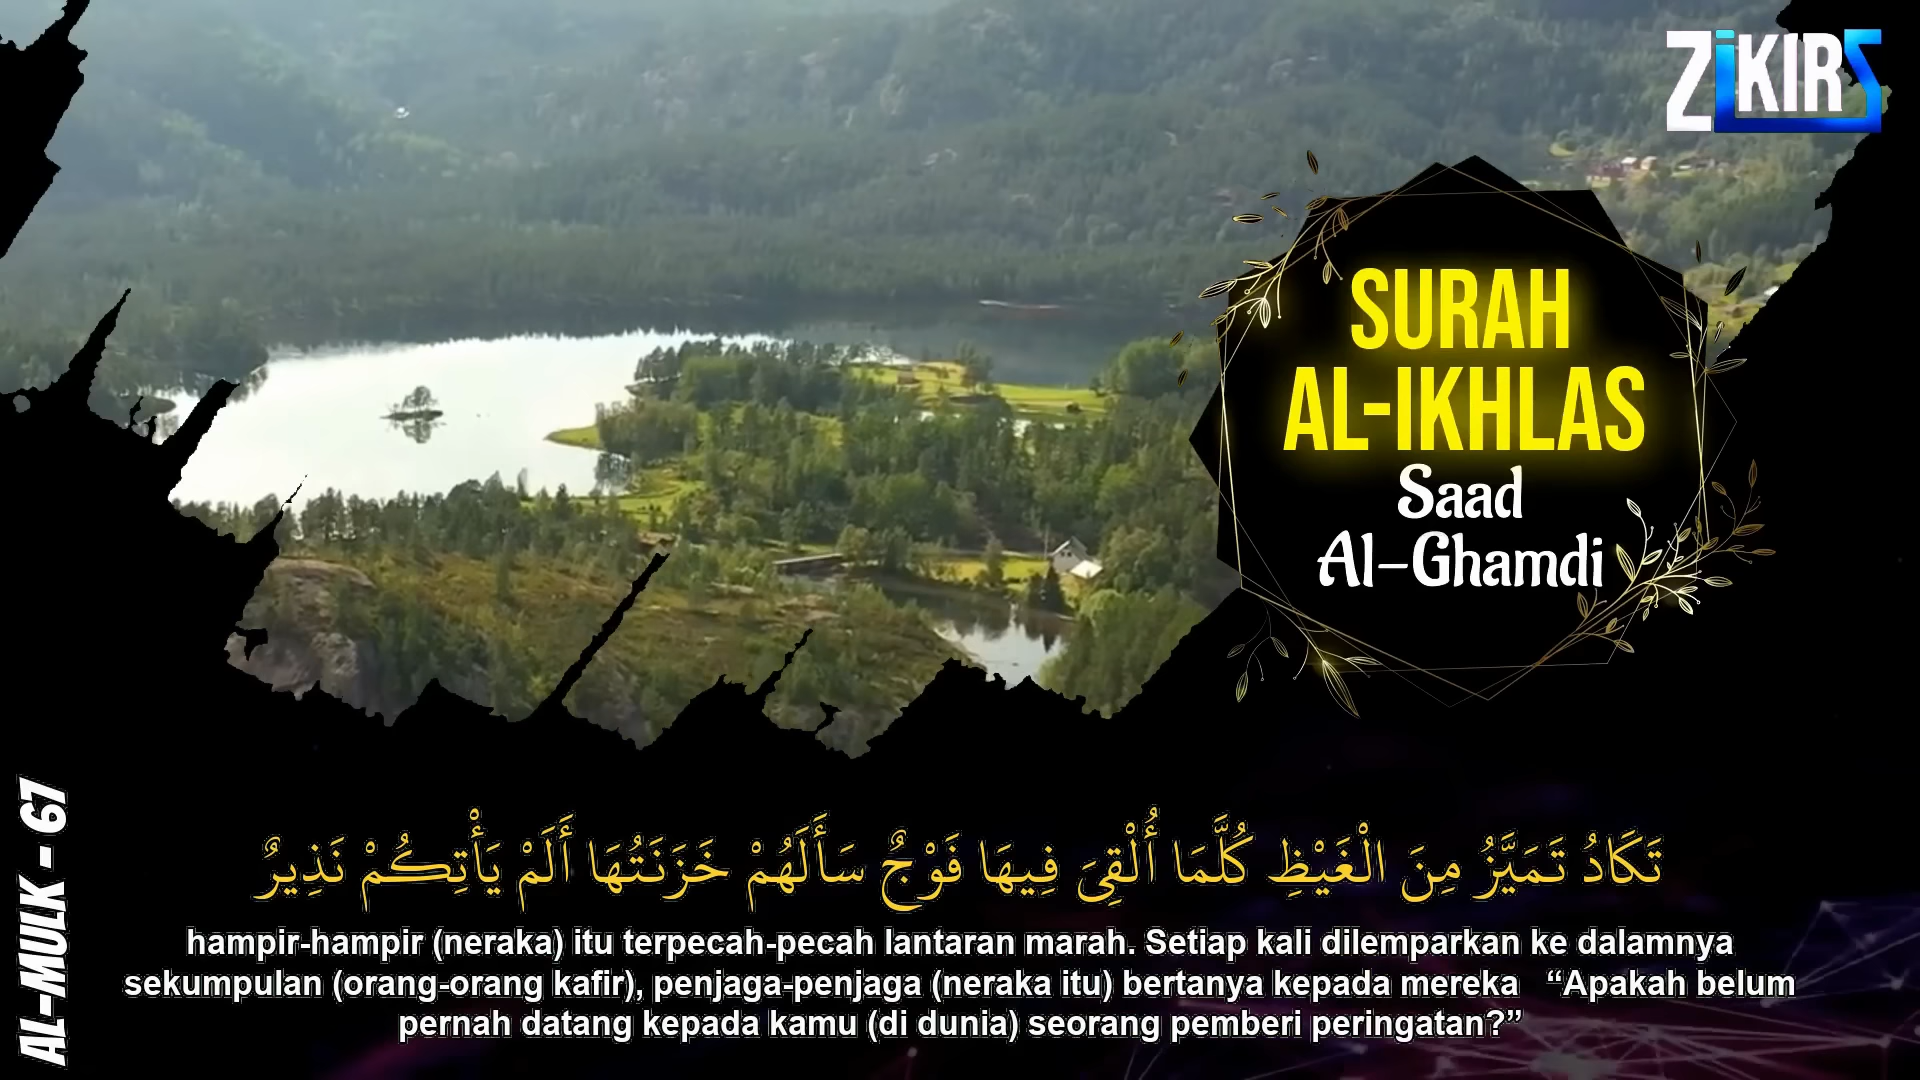 ZiKIRS
SURAH
AL-IKHLAS
Saad
Al-Ghamdi
AL-MULK - 67
تَكَادُ تَمَيَّزُ مِنَ الْغَيْظِ كُلَّمَا أُلْقِىَ فِيهَا فَوْجٌ سَأَلَهُمْ خَزَنَتُهَا أَلَمْ يَأْتِكُمْ نَذِيرٌ
hampir-hampir (neraka) itu terpecah-pecah lantaran marah. Setiap kali dilemparkan ke dalamnya
sekumpulan (orang-orang kafir), penjaga-penjaga (neraka itu) bertanya kepada mereka “Apakah belum
pernah datang kepada kamu (di dunia) seorang pemberi peringatan?”